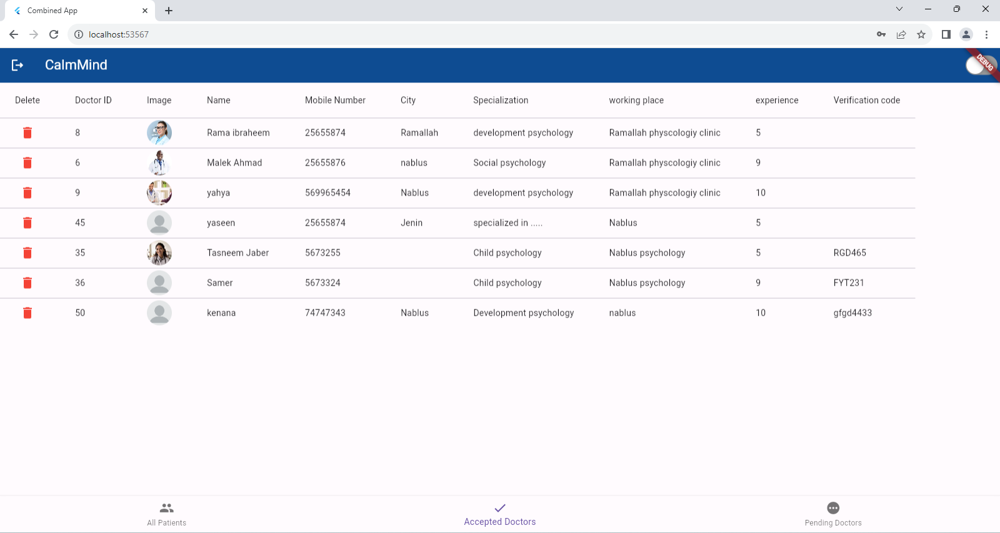 Combined App
localhost:53567
CalmMind
DEBUG
Delete Doctor ID Image Name Mobile Number City Specialization working place experience Verification code
8 Rama ibraheem 25655874 Ramallah development psychology Ramallah physcologiy clinic 5
6 Malek Ahmad 25655876 nablus Social psychology Ramallah physcologiy clinic 9
9 yahya 569965454 Nablus development psychology Ramallah physcologiy clinic 10
45 yaseen 25655874 Jenin specialized in ..... Nablus 5
35 Tasneem Jaber 5673255 Child psychology Nablus psychology 5 RGD465
36 Samer 5673324 Child psychology Nablus psychology 9 FYT231
50 kenana 74747343 Nablus Development psychology nablus 10 gfgd4433
All Patients Accepted Doctors Pending Doctors